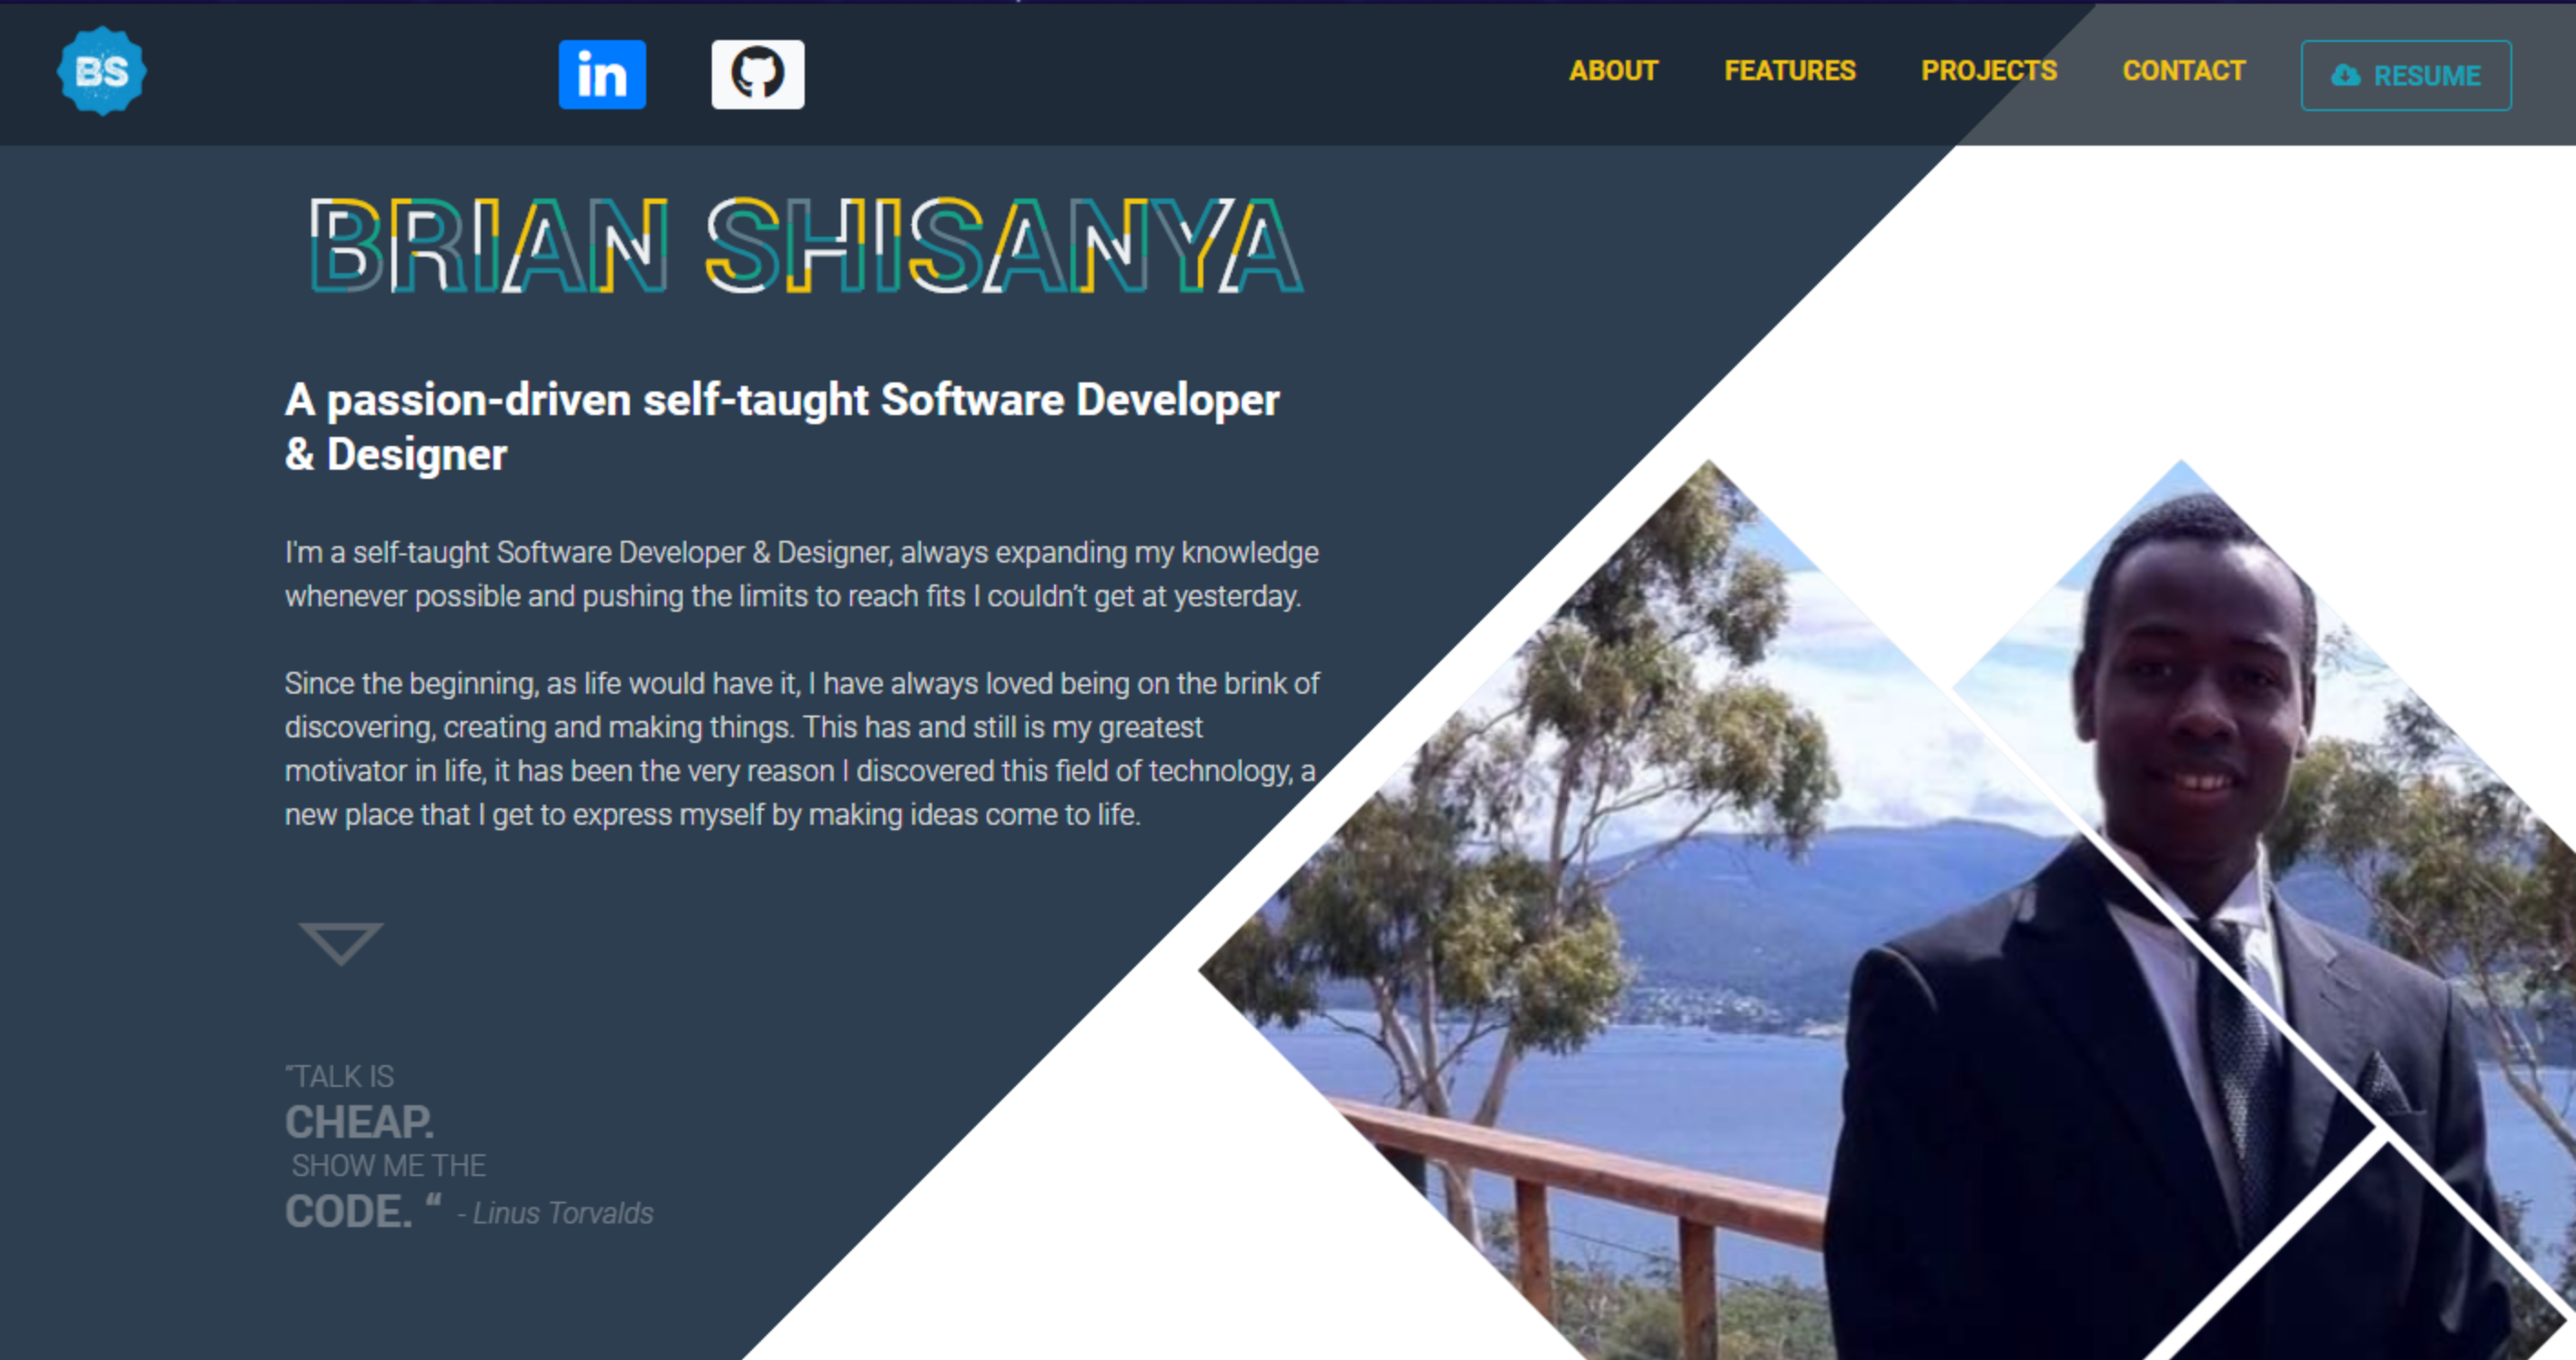 BS
in
ABOUT
FEATURES
PROJECTS
CONTACT
RESUME
BRIAN SHISANYA
A passion-driven self-taught Software Developer
& Designer
I'm a self-taught Software Developer & Designer, always expanding my knowledge
whenever possible and pushing the limits to reach fits I couldn’t get at yesterday.
Since the beginning, as life would have it, I have always loved being on the brink of
discovering, creating and making things. This has and still is my greatest
motivator in life, it has been the very reason I discovered this field of technology, a
new place that I get to express myself by making ideas come to life.
“TALK IS
CHEAP.
SHOW ME THE
CODE. “ - Linus Torvalds